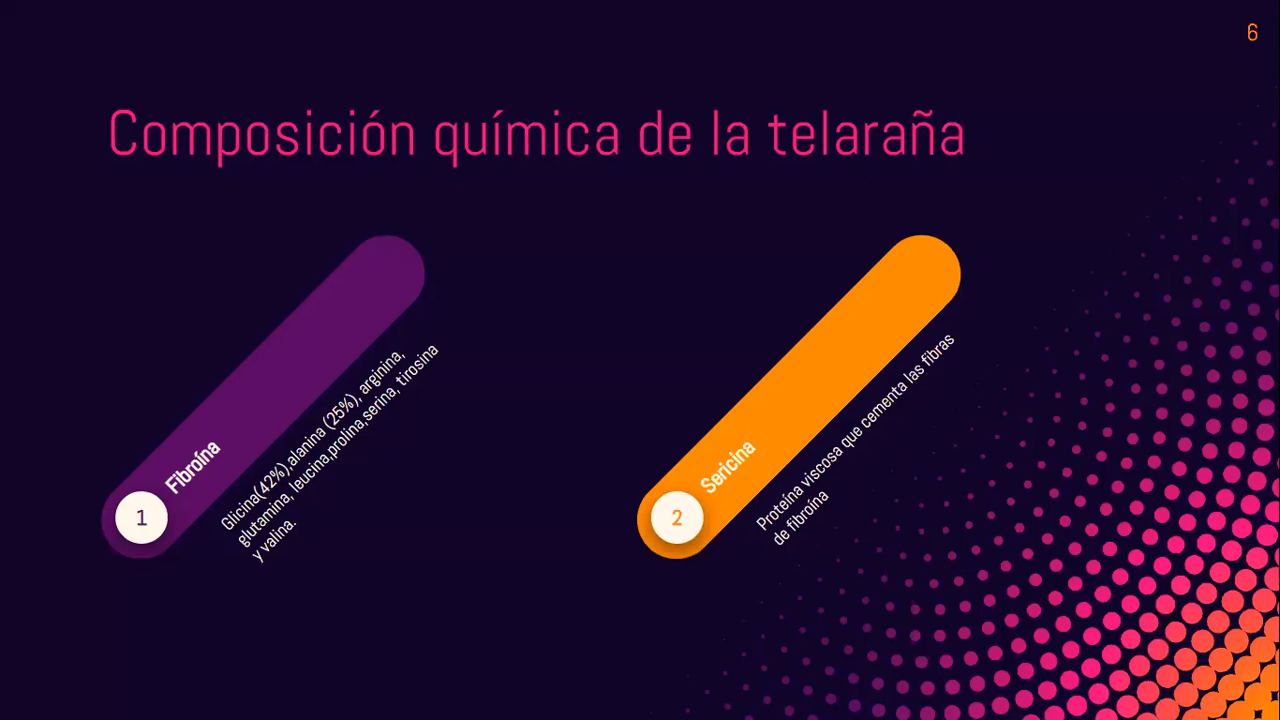 6
Composición química de la telaraña
1
Fibroína
Glicina(42%),alanina (25%), arginina,
glutamina, leucina,prolina,serina, tirosina
y valina.
2
Sericina
Proteína viscosa que cementa las fibras
de fibroína